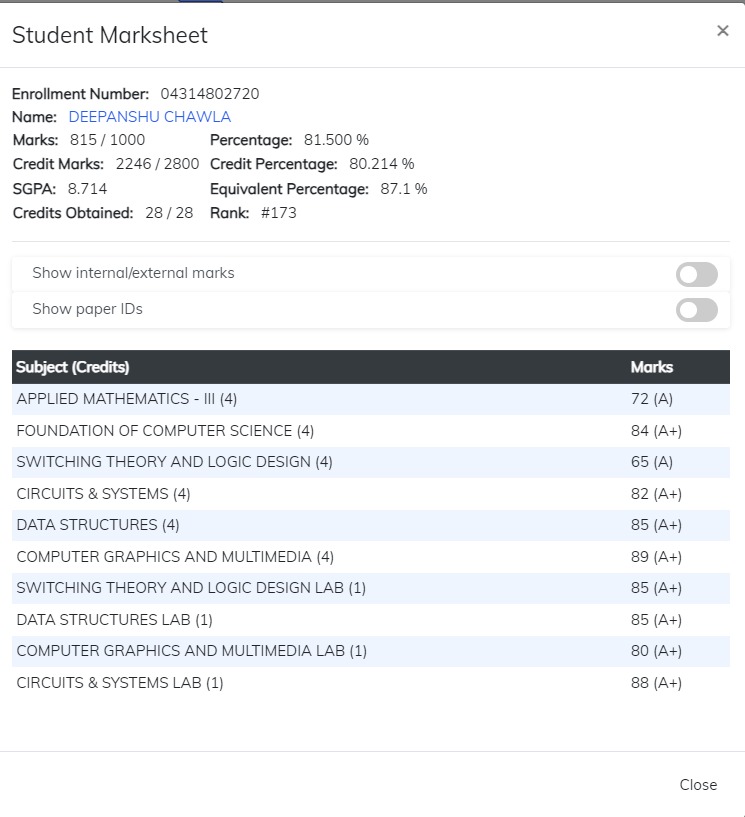 Student Marksheet ×
Enrollment Number: 04314802720
Name: DEEPANSHU CHAWLA
Marks: 815 / 1000 Percentage: 81.500 %
Credit Marks: 2246 / 2800 Credit Percentage: 80.214 %
SGPA: 8.714 Equivalent Percentage: 87.1 %
Credits Obtained: 28 / 28 Rank: #173
Show internal/external marks
Show paper IDs
Subject (Credits) Marks
APPLIED MATHEMATICS - III (4) 72 (A)
FOUNDATION OF COMPUTER SCIENCE (4) 84 (A+)
SWITCHING THEORY AND LOGIC DESIGN (4) 65 (A)
CIRCUITS & SYSTEMS (4) 82 (A+)
DATA STRUCTURES (4) 85 (A+)
COMPUTER GRAPHICS AND MULTIMEDIA (4) 89 (A+)
SWITCHING THEORY AND LOGIC DESIGN LAB (1) 85 (A+)
DATA STRUCTURES LAB (1) 85 (A+)
COMPUTER GRAPHICS AND MULTIMEDIA LAB (1) 80 (A+)
CIRCUITS & SYSTEMS LAB (1) 88 (A+)
Close